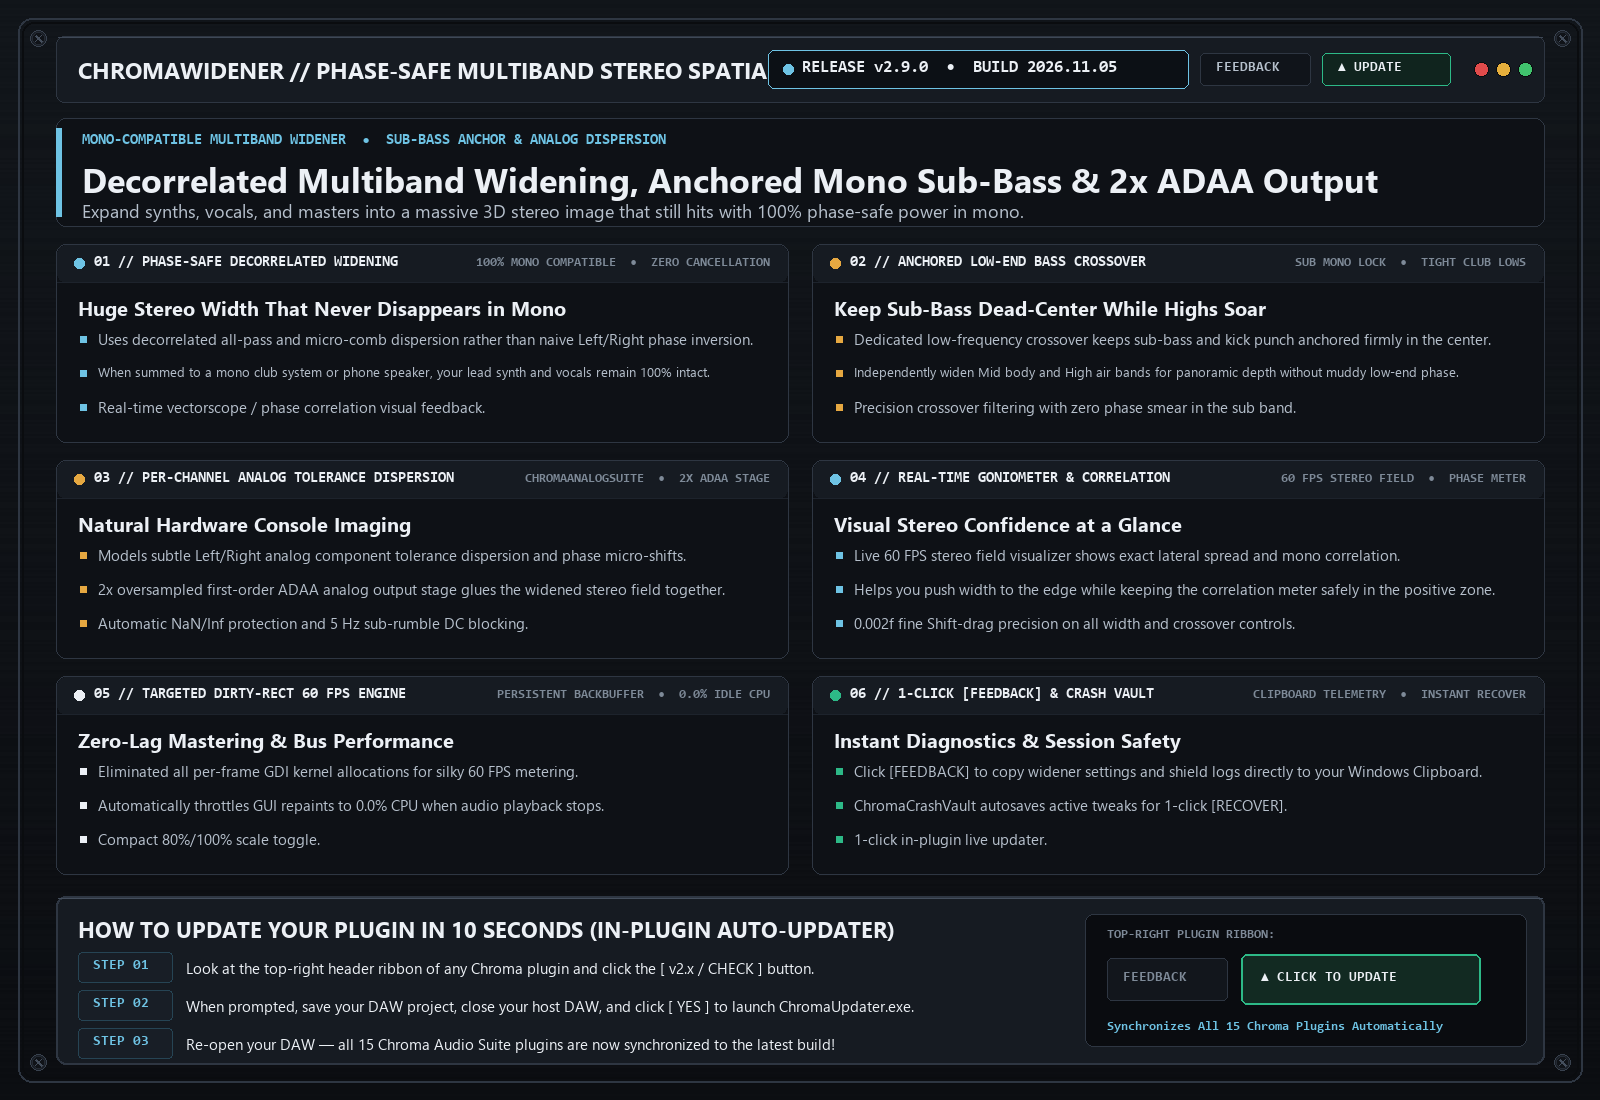 CHROMAWIDENER // PHASE-SAFE MULTIBAND STEREO SPATIA
RELEASE v2.9.0 • BUILD 2026.11.05
FEEDBACK
▲ UPDATE
MONO-COMPATIBLE MULTIBAND WIDENER • SUB-BASS ANCHOR & ANALOG DISPERSION
Decorrelated Multiband Widening, Anchored Mono Sub-Bass & 2x ADAA Output
Expand synths, vocals, and masters into a massive 3D stereo image that still hits with 100% phase-safe power in mono.
01 // PHASE-SAFE DECORRELATED WIDENING
100% MONO COMPATIBLE • ZERO CANCELLATION
Huge Stereo Width That Never Disappears in Mono
Uses decorrelated all-pass and micro-comb dispersion rather than naive Left/Right phase inversion.
When summed to a mono club system or phone speaker, your lead synth and vocals remain 100% intact.
Real-time vectorscope / phase correlation visual feedback.
02 // ANCHORED LOW-END BASS CROSSOVER
SUB MONO LOCK • TIGHT CLUB LOWS
Keep Sub-Bass Dead-Center While Highs Soar
Dedicated low-frequency crossover keeps sub-bass and kick punch anchored firmly in the center.
Independently widen Mid body and High air bands for panoramic depth without muddy low-end phase.
Precision crossover filtering with zero phase smear in the sub band.
03 // PER-CHANNEL ANALOG TOLERANCE DISPERSION
CHROMAANALOGSUITE • 2X ADAA STAGE
Natural Hardware Console Imaging
Models subtle Left/Right analog component tolerance dispersion and phase micro-shifts.
2x oversampled first-order ADAA analog output stage glues the widened stereo field together.
Automatic NaN/Inf protection and 5 Hz sub-rumble DC blocking.
04 // REAL-TIME GONIOMETER & CORRELATION
60 FPS STEREO FIELD • PHASE METER
Visual Stereo Confidence at a Glance
Live 60 FPS stereo field visualizer shows exact lateral spread and mono correlation.
Helps you push width to the edge while keeping the correlation meter safely in the positive zone.
0.002f fine Shift-drag precision on all width and crossover controls.
05 // TARGETED DIRTY-RECT 60 FPS ENGINE
PERSISTENT BACKBUFFER • 0.0% IDLE CPU
Zero-Lag Mastering & Bus Performance
Eliminated all per-frame GDI kernel allocations for silky 60 FPS metering.
Automatically throttles GUI repaints to 0.0% CPU when audio playback stops.
Compact 80%/100% scale toggle.
06 // 1-CLICK [FEEDBACK] & CRASH VAULT
CLIPBOARD TELEMETRY • INSTANT RECOVER
Instant Diagnostics & Session Safety
Click [FEEDBACK] to copy widener settings and shield logs directly to your Windows Clipboard.
ChromaCrashVault autosaves active tweaks for 1-click [RECOVER].
1-click in-plugin live updater.
HOW TO UPDATE YOUR PLUGIN IN 10 SECONDS (IN-PLUGIN AUTO-UPDATER)
STEP 01
Look at the top-right header ribbon of any Chroma plugin and click the [ v2.x / CHECK ] button.
STEP 02
When prompted, save your DAW project, close your host DAW, and click [ YES ] to launch ChromaUpdater.exe.
STEP 03
Re-open your DAW — all 15 Chroma Audio Suite plugins are now synchronized to the latest build!
TOP-RIGHT PLUGIN RIBBON:
FEEDBACK
▲ CLICK TO UPDATE
Synchronizes All 15 Chroma Plugins Automatically